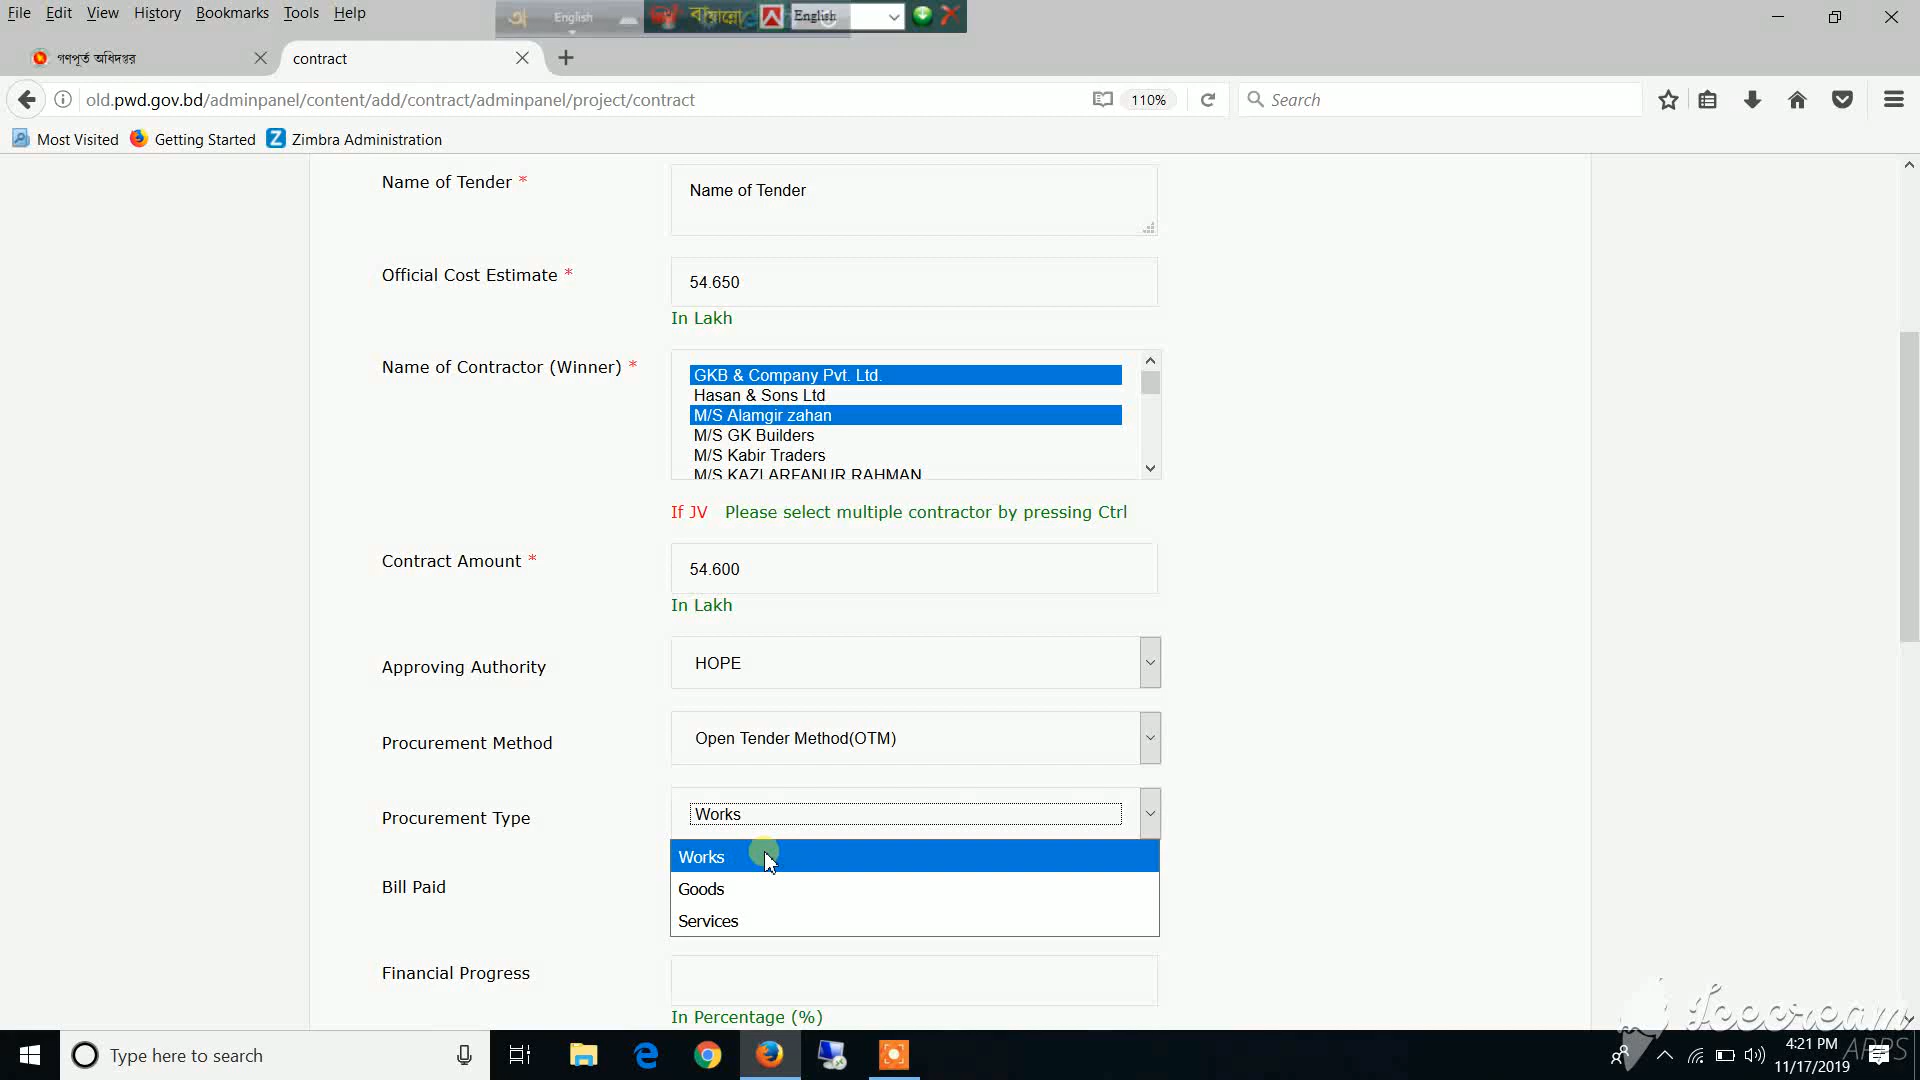 File Edit View History Bookmarks Tools Help
অ English বায়ান্নো English
গণপূর্ত অধিদপ্তর
contract
old.pwd.gov.bd/adminpanel/content/add/contract/adminpanel/project/contract
110%
Search
Most Visited Getting Started Zimbra Administration
Name of Tender *
Name of Tender
Official Cost Estimate *
54.650
In Lakh
Name of Contractor (Winner) *
GKB & Company Pvt. Ltd.
Hasan & Sons Ltd
M/S Alamgir zahan
M/S GK Builders
M/S Kabir Traders
M/S KAZI ARFANUR RAHMAN
If JV Please select multiple contractor by pressing Ctrl
Contract Amount *
54.600
In Lakh
Approving Authority
HOPE
Procurement Method
Open Tender Method(OTM)
Procurement Type
Works
Works
Goods
Services
Bill Paid
Financial Progress
In Percentage (%)
Icecream
APPS
Type here to search
4:21 PM
11/17/2019